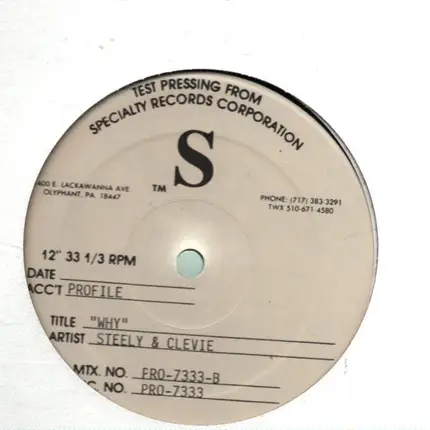 TEST PRESSING FROM
SPECIALTY RECORDS CORPORATION
S
TM
400 E. LACKAWANNA AVE
OLYPHANT, PA. 18447
PHONE: (717) 383-3291
TWX 510-671-4580
12" 33 1/3 RPM
DATE
ACC'T PROFILE
TITLE "WHY"
ARTIST STEELY & CLEVIE
MTX. NO. FRO-7333-B
C. NO. PRO-7333